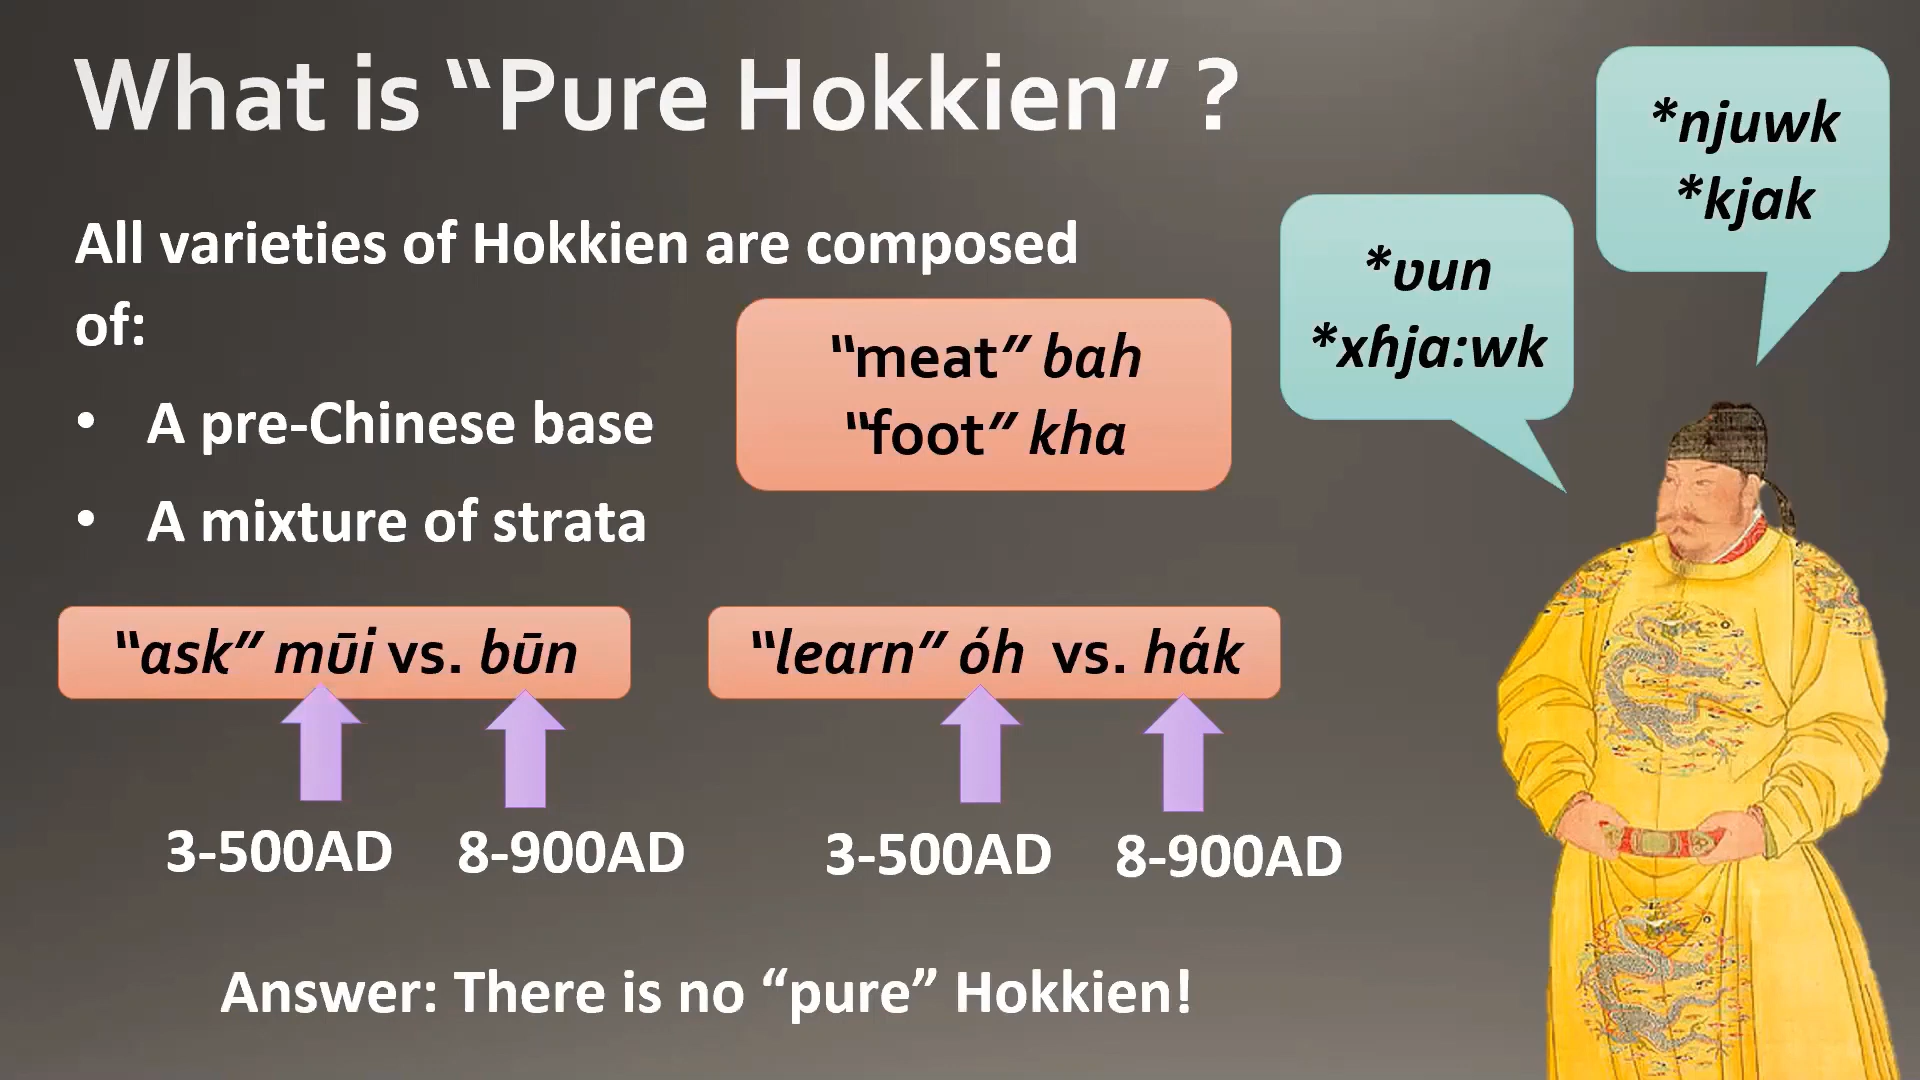 What is “Pure Hokkien” ?
All varieties of Hokkien are composed
of:
• A pre-Chinese base
• A mixture of strata
“meat” bah
“foot” kha
*ʋun
*xɦja:wk
*njuwk
*kjak
“ask” mūi vs. būn
“learn” óh vs. hák
3-500AD
8-900AD
3-500AD
8-900AD
Answer: There is no “pure” Hokkien!